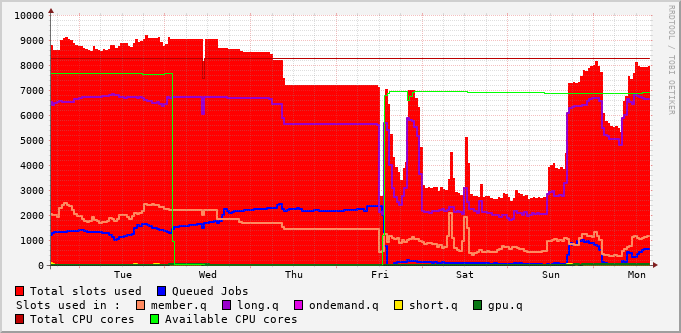 RRDTOOL / TOBI OETIKER
10000
9000
8000
7000
6000
5000
4000
3000
2000
1000
0
Tue Wed Thu Fri Sat Sun Mon
Total slots used Queued Jobs
Slots used in : member.q long.q ondemand.q short.q gpu.q
Total CPU cores Available CPU cores